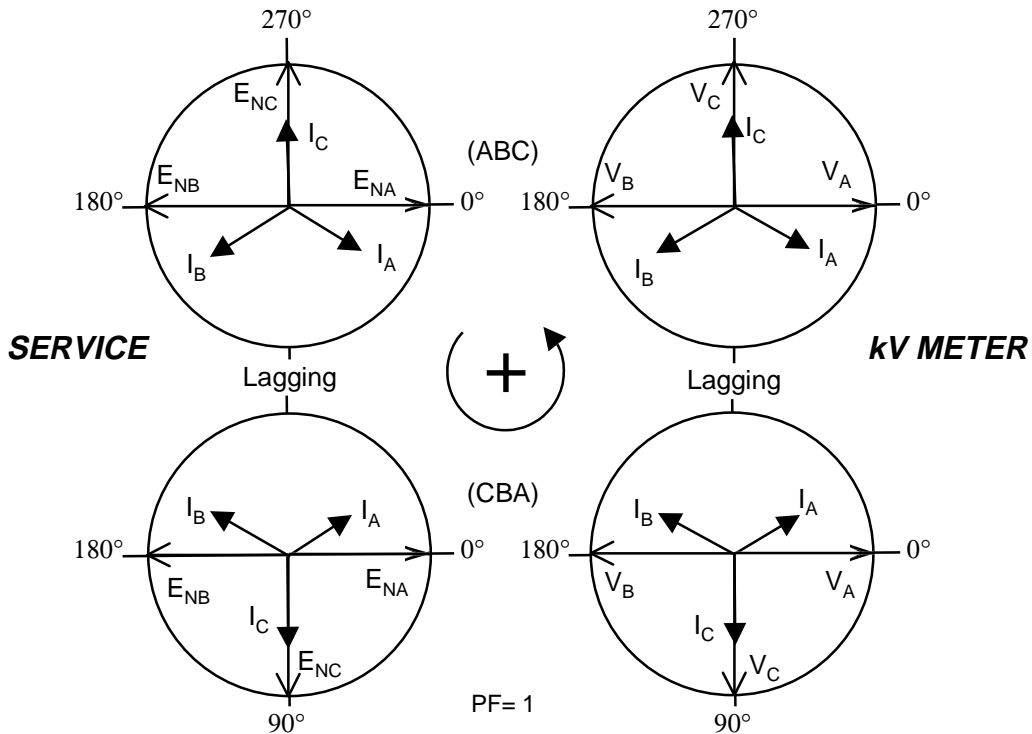 270°
270°
E_NC
I_C
(ABC)
V_C
I_C
E_NB
E_NA
V_B
V_A
180°
0°
180°
0°
I_B
I_A
I_B
I_A
SERVICE
+
kV METER
Lagging
Lagging
(CBA)
I_B
I_A
I_B
I_A
180°
0°
180°
0°
E_NB
E_NA
V_B
V_A
I_C
I_C
E_NC
V_C
PF= 1
90°
90°